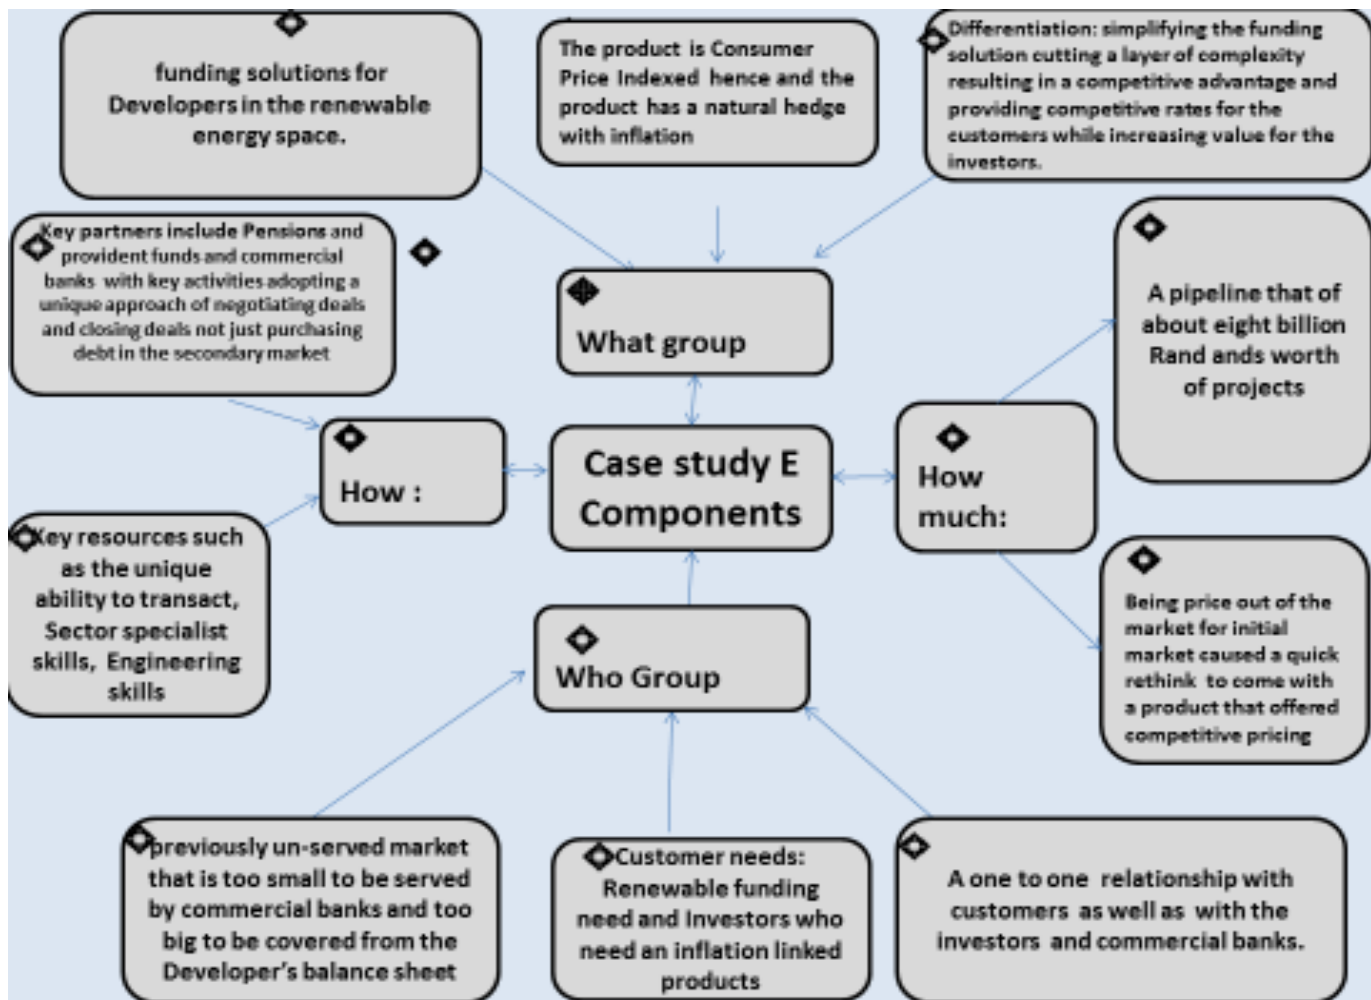 funding solutions for
Developers in the renewable
energy space.
The product is Consumer
Price Indexed hence and the
product has a natural hedge
with inflation
Differentiation: simplifying the funding
solution cutting a layer of complexity
resulting in a competitive advantage and
providing competitive rates for the
customers while increasing value for the
investors.
Key partners include Pensions and
provident funds and commercial
banks with key activities adopting a
unique approach of negotiating deals
and closing deals not just purchasing
debt in the secondary market
What group
A pipeline that of
about eight billion
Rand ands worth
of projects
How :
Case study E
Components
How
much:
Key resources such
as the unique
ability to transact,
Sector specialist
skills, Engineering
skills
Who Group
Being price out of the
market for initial
market caused a quick
rethink to come with
a product that offered
competitive pricing
previously un-served market
that is too small to be served
by commercial banks and too
big to be covered from the
Developer's balance sheet
Customer needs:
Renewable funding
need and Investors who
need an inflation linked
products
A one to one relationship with
customers as well as with the
investors and commercial banks.